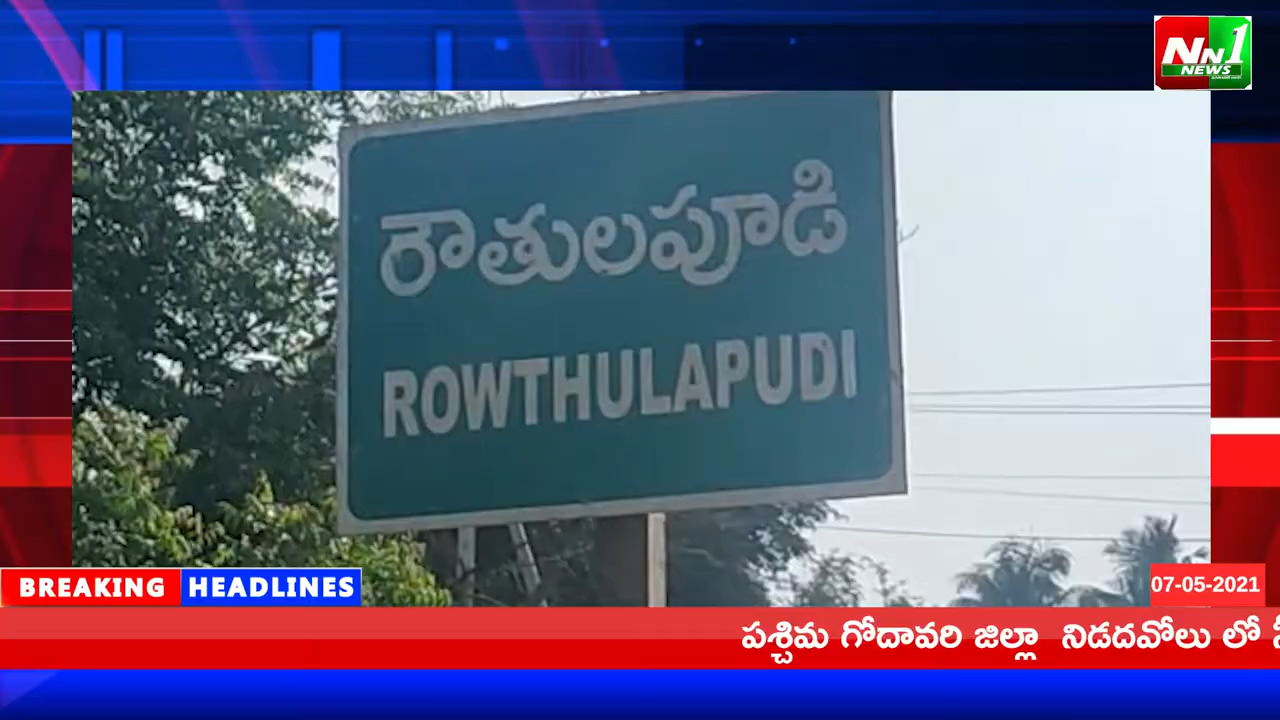 NN1
NEWS
రౌతులపూడి
ROWTHULAPUDI
BREAKING HEADLINES
07-05-2021
పశ్చిమ గోదావరి జిల్లా నిడదవోలు లో